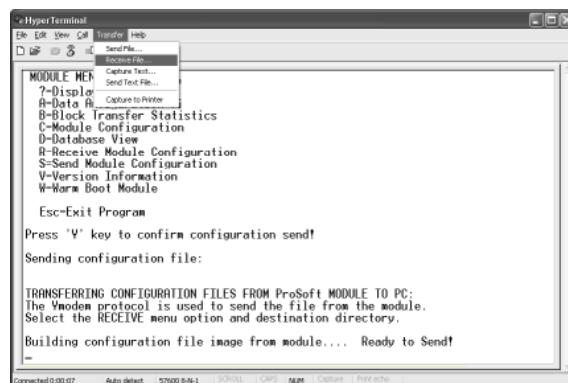 HyperTerminal
File Edit View Call Transfer Help
Send File...
Receive File...
Capture Text...
Send Text File...
Capture to Printer
MODULE MEN
?-Displa
A-Data A
B-Block Transfer Statistics
C-Module Configuration
D-Database View
R-Receive Module Configuration
S=Send Module Configuration
V-Version Information
W-Warm Boot Module
Esc-Exit Program
Press 'Y' key to confirm configuration send!
Sending configuration file:
TRANSFERRING CONFIGURATION FILES FROM ProSoft MODULE TO PC:
The Ymodem protocol is used to send the file from the module.
Select the RECEIVE menu option and destination directory.
Building configuration file image from module.... Ready to Send!
Connected 0:00:07 Auto detect 57600 8-N-1 SCROLL CAPS NUM Capture Print echo